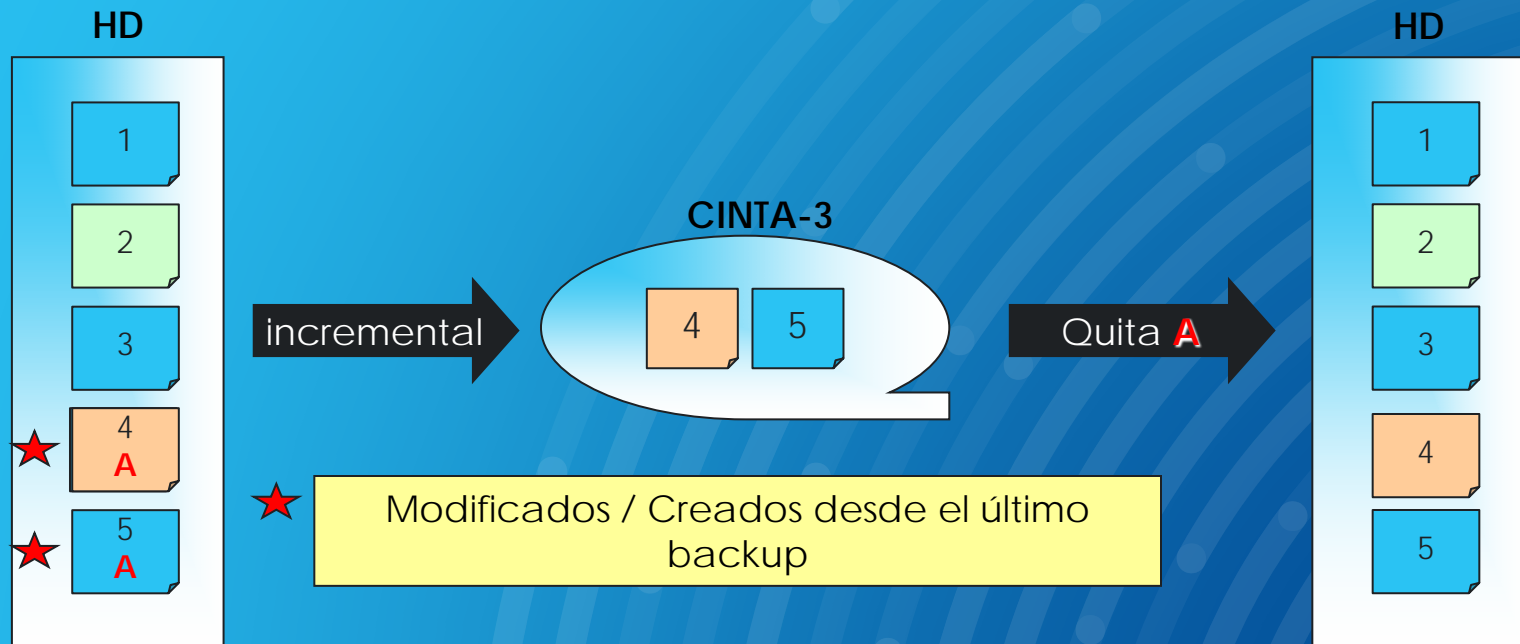 HD
1
2
3
4
A
5
A
incremental
CINTA-3
4
5
Quita A
Modificados / Creados desde el último
backup
HD
1
2
3
4
5